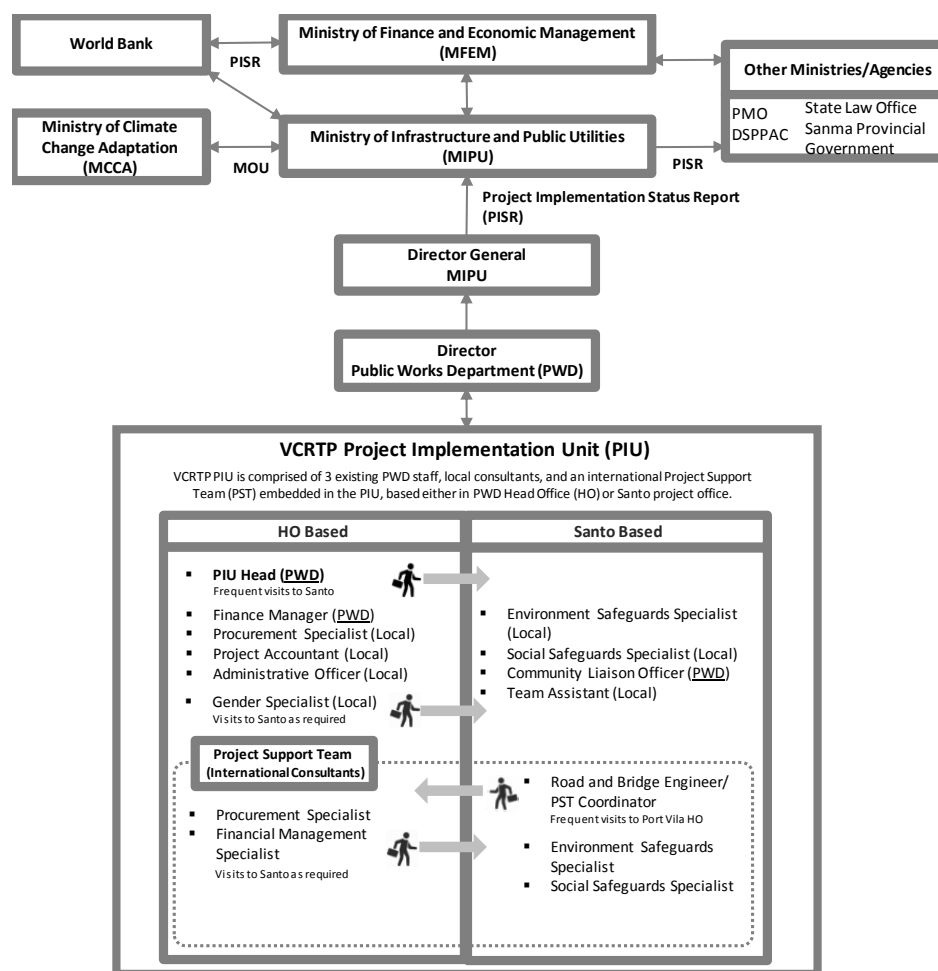 World Bank
Ministry of Finance and Economic Management
(MFEM)
PISR
Other Ministries/Agencies
PMO
DSPPAC
State Law Office
Sanma Provincial
Government
Ministry of Climate
Change Adaptation
(MCCA)
MOU
Ministry of Infrastructure and Public Utilities
(MIPU)
PISR
Project Implementation Status Report
(PISR)
Director General
MIPU
Director
Public Works Department (PWD)
VCRTP Project Implementation Unit (PIU)
VCRTP PIU is comprised of 3 existing PWD staff, local consultants, and an international Project Support
Team (PST) embedded in the PIU, based either in PWD Head Office (HO) or Santo project office.
HO Based
▪ PIU Head (PWD)
Frequent visits to Santo
▪ Finance Manager (PWD)
▪ Procurement Specialist (Local)
▪ Project Accountant (Local)
▪ Administrative Officer (Local)
▪ Gender Specialist (Local)
Visits to Santo as required
Santo Based
▪ Environment Safeguards Specialist
(Local)
▪ Social Safeguards Specialist (Local)
▪ Community Liaison Officer (PWD)
▪ Team Assistant (Local)
Project Support Team
(International Consultants)
▪ Procurement Specialist
▪ Financial Management
Specialist
Visits to Santo as required
▪ Road and Bridge Engineer/
PST Coordinator
Frequent visits to Port Vila HO
▪ Environment Safeguards
Specialist
▪ Social Safeguards Specialist